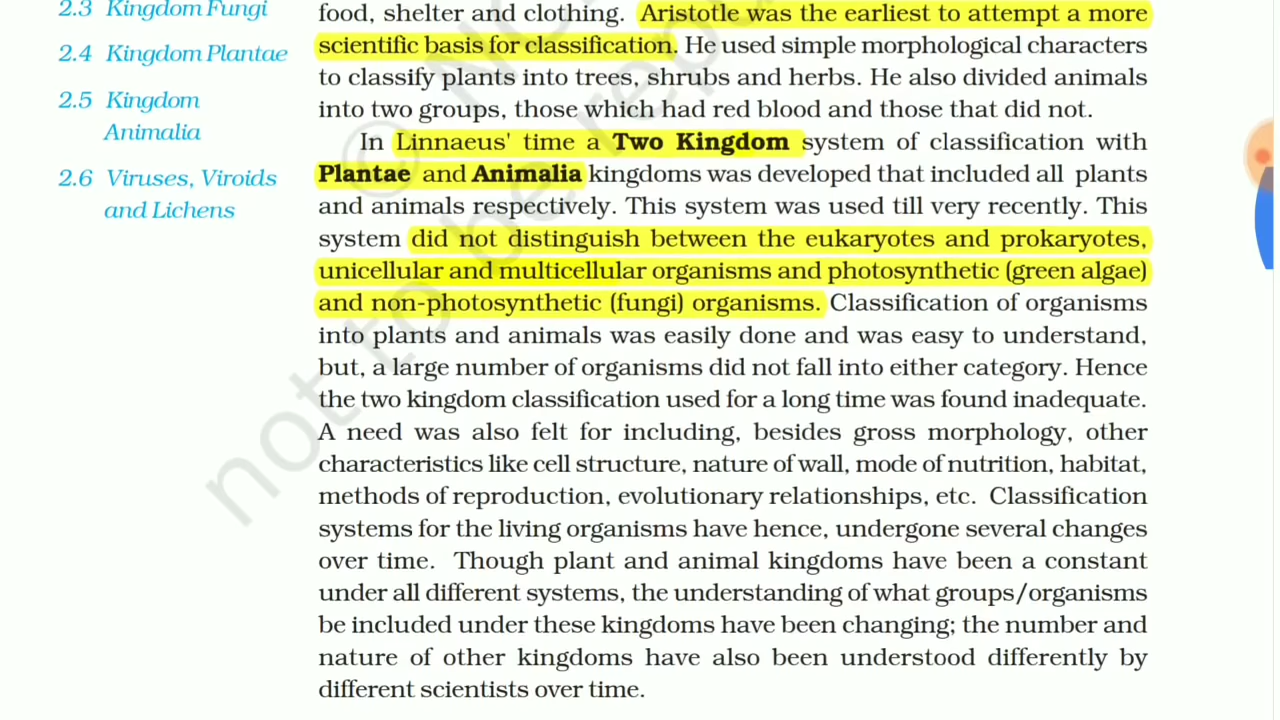 2.3 Kingdom Fungi
2.4 Kingdom Plantae
2.5 Kingdom
Animalia
2.6 Viruses, Viroids
and Lichens
food, shelter and clothing. Aristotle was the earliest to attempt a more
scientific basis for classification. He used simple morphological characters
to classify plants into trees, shrubs and herbs. He also divided animals
into two groups, those which had red blood and those that did not.
In Linnaeus' time a Two Kingdom system of classification with
Plantae and Animalia kingdoms was developed that included all plants
and animals respectively. This system was used till very recently. This
system did not distinguish between the eukaryotes and prokaryotes,
unicellular and multicellular organisms and photosynthetic (green algae)
and non-photosynthetic (fungi) organisms. Classification of organisms
into plants and animals was easily done and was easy to understand,
but, a large number of organisms did not fall into either category. Hence
the two kingdom classification used for a long time was found inadequate.
A need was also felt for including, besides gross morphology, other
characteristics like cell structure, nature of wall, mode of nutrition, habitat,
methods of reproduction, evolutionary relationships, etc. Classification
systems for the living organisms have hence, undergone several changes
over time. Though plant and animal kingdoms have been a constant
under all different systems, the understanding of what groups/organisms
be included under these kingdoms have been changing; the number and
nature of other kingdoms have also been understood differently by
different scientists over time.
not to be